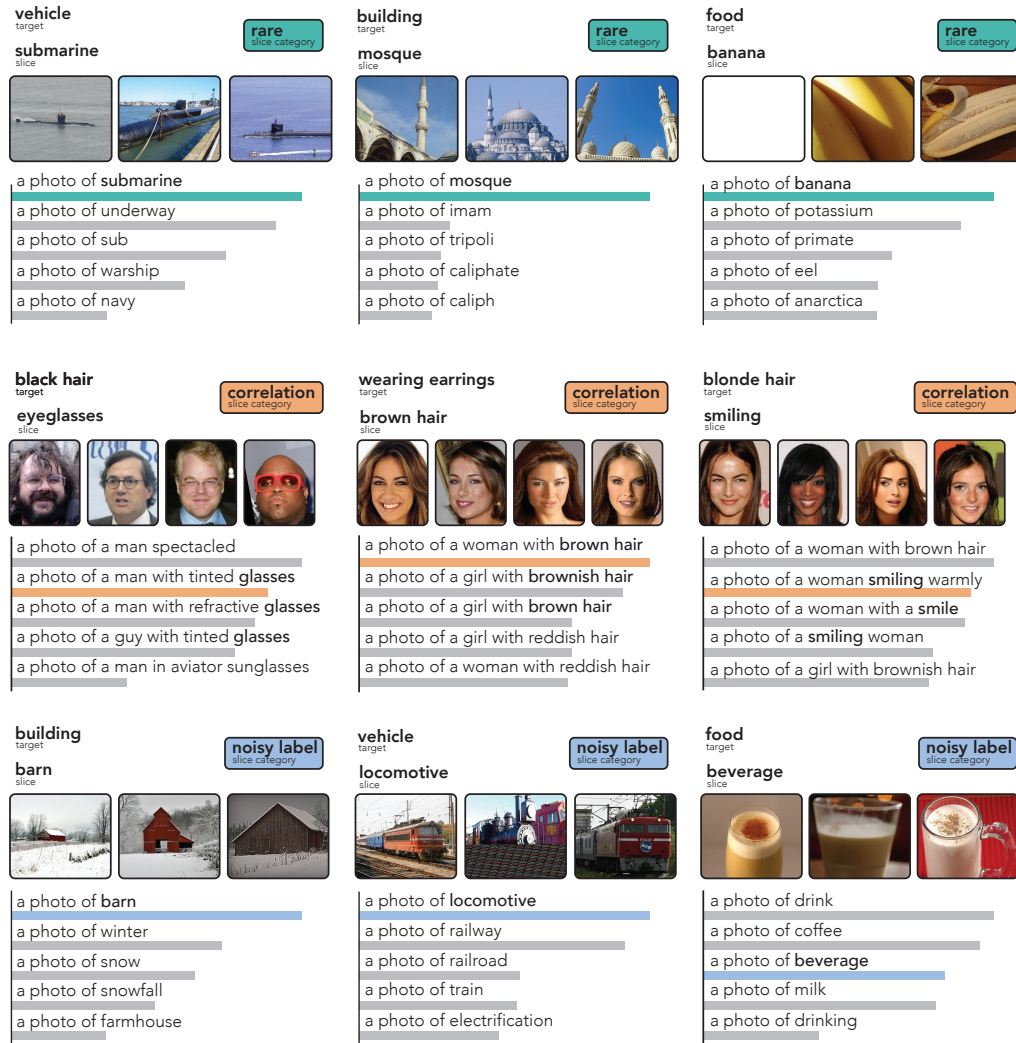 vehicle
target
submarine
slice
rare
slice category
a photo of submarine
a photo of underway
a photo of sub
a photo of warship
a photo of navy
building
target
mosque
slice
rare
slice category
a photo of mosque
a photo of imam
a photo of tripoli
a photo of caliphate
a photo of caliph
food
target
banana
slice
rare
slice category
a photo of banana
a photo of potassium
a photo of primate
a photo of eel
a photo of anarctica
black hair
target
eyeglasses
slice
correlation
slice category
a photo of a man spectacled
a photo of a man with tinted glasses
a photo of a man with refractive glasses
a photo of a guy with tinted glasses
a photo of a man in aviator sunglasses
wearing earrings
target
brown hair
slice
correlation
slice category
a photo of a woman with brown hair
a photo of a girl with brownish hair
a photo of a girl with brown hair
a photo of a girl with reddish hair
a photo of a woman with reddish hair
blonde hair
target
smiling
slice
correlation
slice category
a photo of a woman with brown hair
a photo of a woman smiling warmly
a photo of a woman with a smile
a photo of a smiling woman
a photo of a girl with brownish hair
building
target
barn
slice
noisy label
slice category
a photo of barn
a photo of winter
a photo of snow
a photo of snowfall
a photo of farmhouse
vehicle
target
locomotive
slice
noisy label
slice category
a photo of locomotive
a photo of railway
a photo of railroad
a photo of train
a photo of electrification
food
target
beverage
slice
noisy label
slice category
a photo of drink
a photo of coffee
a photo of beverage
a photo of milk
a photo of drinking